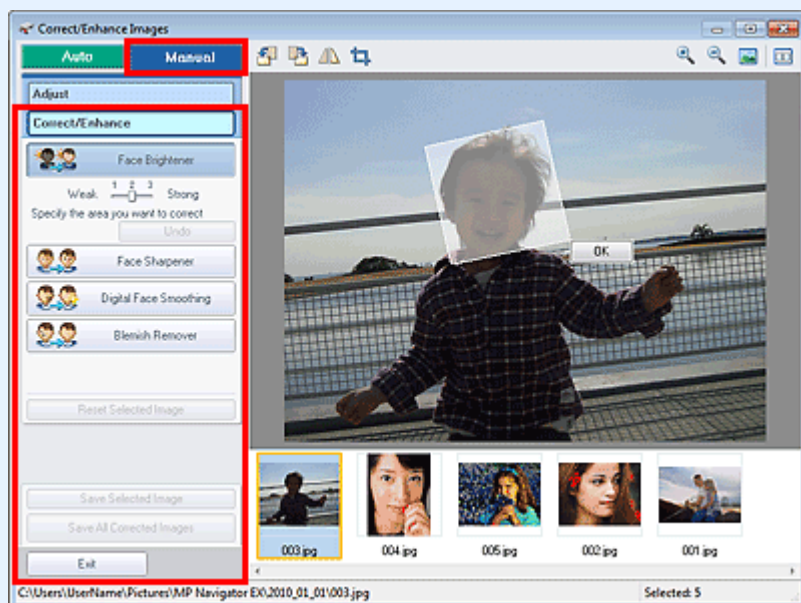 Correct/Enhance Images
Auto Manual
Adjust
Correct/Enhance
Face Brightener
1 2 3
Weak Strong
Specify the area you want to correct
Undo
Face Sharpener
Digital Face Smoothing
Blemish Remover
Reset Selected Image
Save Selected Image
Save All Corrected Images
Exit
OK
003.jpg 004.jpg 005.jpg 002.jpg 001.jpg
C:\Users\UserName\Pictures\MP Navigator EX\2010_01_01\003.jpg Selected: 5